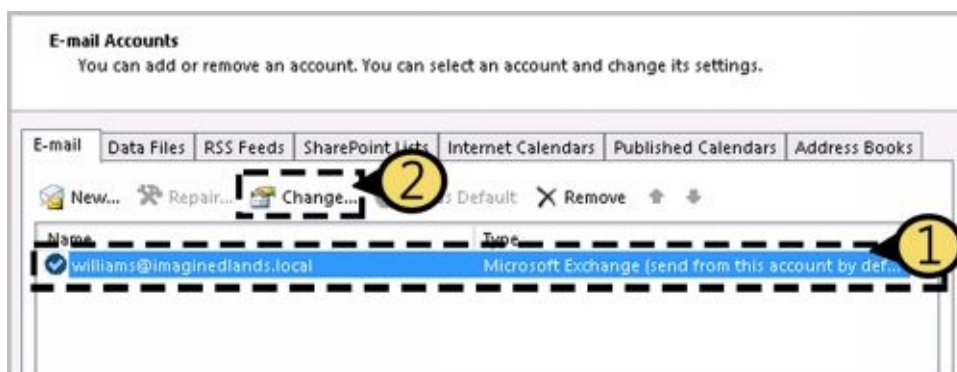 E-mail Accounts
You can add or remove an account. You can select an account and change its settings.
E-mail Data Files RSS Feeds SharePoint Lists Internet Calendars Published Calendars Address Books
New... Repair... Change... 2 Default Remove
Name Type 1
williams@imaginedlands.local Microsoft Exchange (send from this account by def...